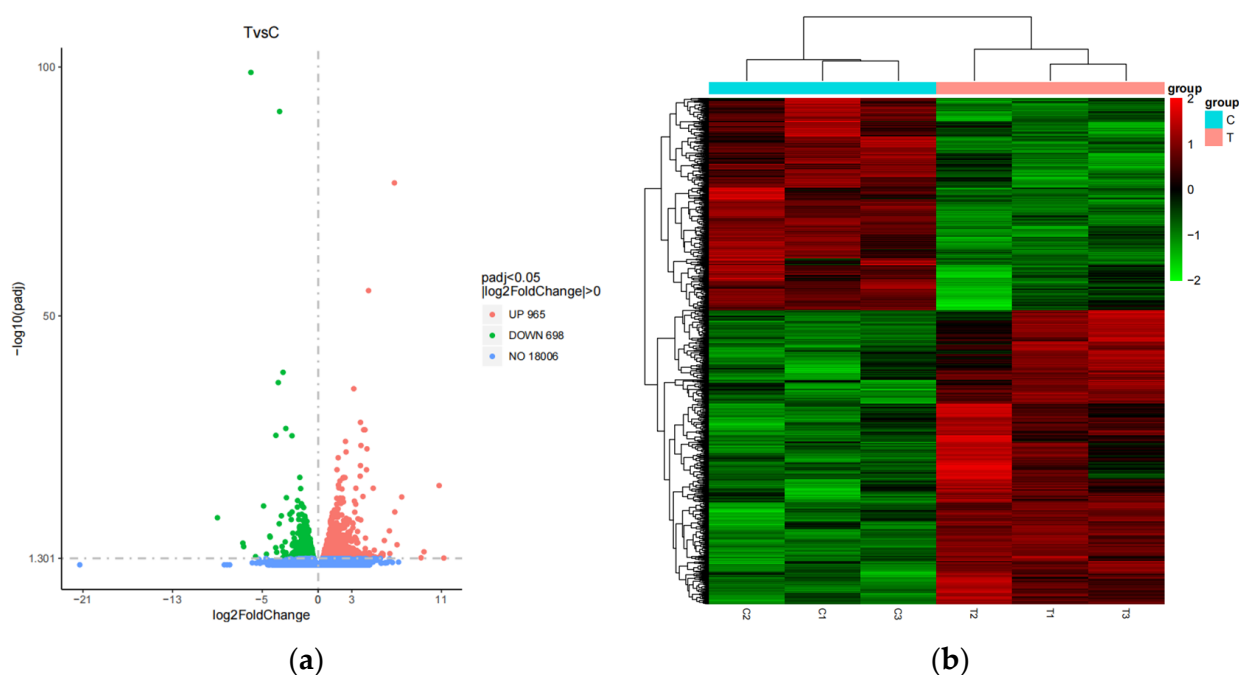 TvsC
100
50
1.301
−log10(padj)
−21
−13
−5
0
3
11
log2FoldChange
padj<0.05
|log2FoldChange|>0
UP 965
DOWN 698
NO 18006
(a)
group
2
1
0
−1
−2
group
C
T
C2
C1
C3
T2
T1
T3
(b)